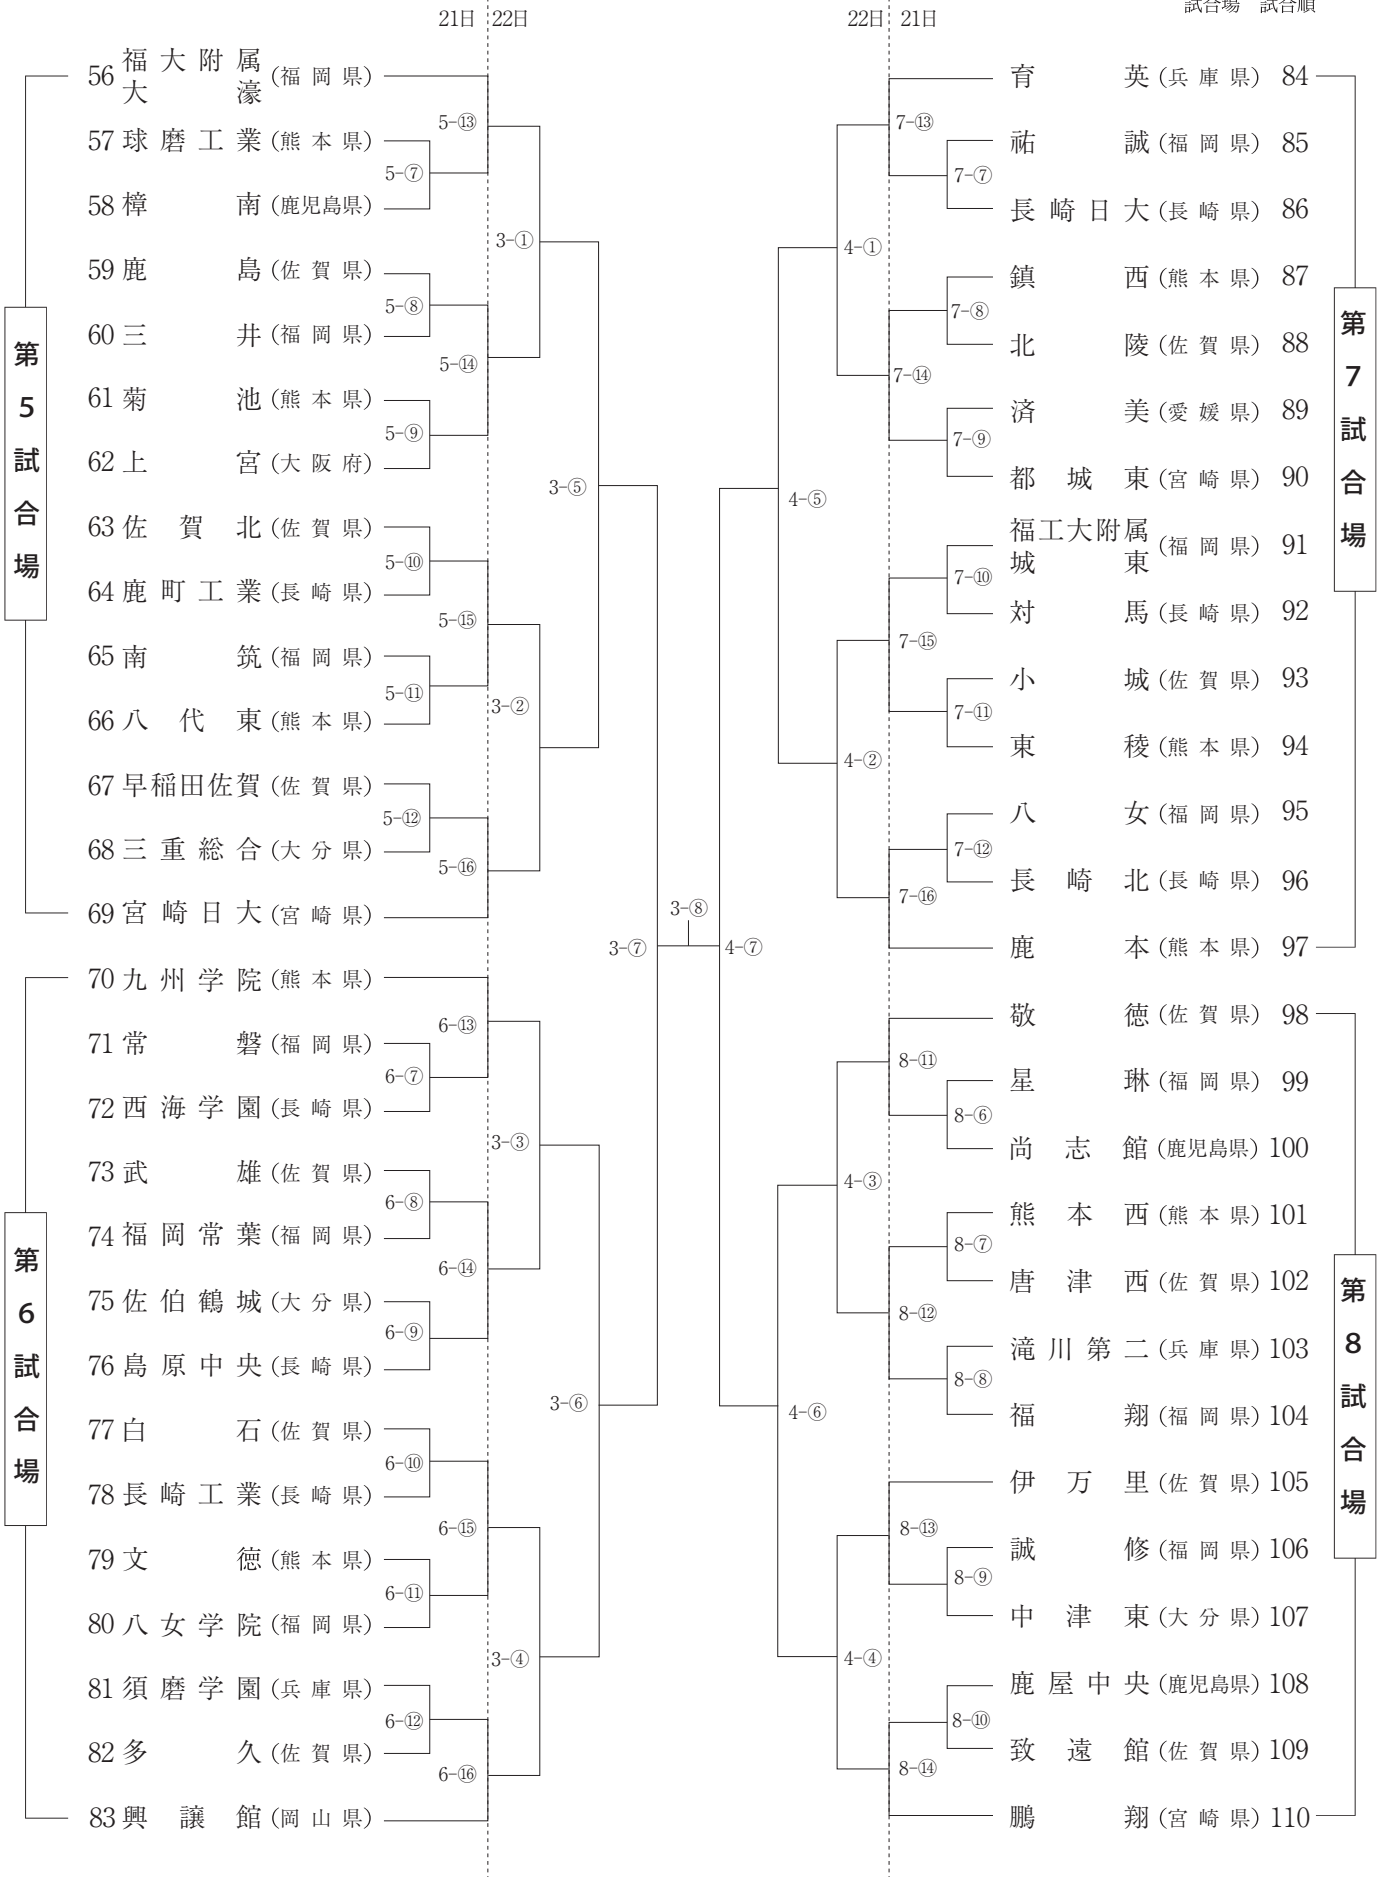 試合場 試合順
21日 22日
22日 21日
56 福大附属大濠 (福岡県)
57 球磨工業 (熊本県)
58 樟南 (鹿児島県)
59 鹿島 (佐賀県)
60 三井 (福岡県)
61 菊池 (熊本県)
62 上宮 (大阪府)
63 佐賀北 (佐賀県)
64 鹿町工業 (長崎県)
65 南筑 (福岡県)
66 八代東 (熊本県)
67 早稲田佐賀 (佐賀県)
68 三重総合 (大分県)
69 宮崎日大 (宮崎県)
70 九州学院 (熊本県)
71 常磐 (福岡県)
72 西海学園 (長崎県)
73 武雄 (佐賀県)
74 福岡常葉 (福岡県)
75 佐伯鶴城 (大分県)
76 島原中央 (長崎県)
77 白石 (佐賀県)
78 長崎工業 (長崎県)
79 文徳 (熊本県)
80 八女学院 (福岡県)
81 須磨学園 (兵庫県)
82 多久 (佐賀県)
83 興譲館 (岡山県)
第5試合場
第6試合場
5-⑬
5-⑦
5-⑧
5-⑭
5-⑨
5-⑩
5-⑮
5-⑪
5-⑫
5-⑯
6-⑬
6-⑦
6-⑧
6-⑭
6-⑨
6-⑩
6-⑮
6-⑪
6-⑫
6-⑯
3-①
3-②
3-③
3-④
3-⑤
3-⑥
3-⑦
3-⑧
4-⑦
4-⑤
4-⑥
4-①
4-②
4-③
4-④
7-⑬
7-⑦
7-⑧
7-⑭
7-⑨
7-⑩
7-⑮
7-⑪
7-⑫
7-⑯
8-⑪
8-⑥
8-⑦
8-⑫
8-⑧
8-⑬
8-⑨
8-⑩
8-⑭
育英 (兵庫県) 84
祐誠 (福岡県) 85
長崎日大 (長崎県) 86
鎮西 (熊本県) 87
北陵 (佐賀県) 88
済美 (愛媛県) 89
都城東 (宮崎県) 90
福工大附属城東 (福岡県) 91
対馬 (長崎県) 92
小城 (佐賀県) 93
東稜 (熊本県) 94
八女 (福岡県) 95
長崎北 (長崎県) 96
鹿本 (熊本県) 97
敬徳 (佐賀県) 98
星琳 (福岡県) 99
尚志館 (鹿児島県) 100
熊本西 (熊本県) 101
唐津西 (佐賀県) 102
滝川第二 (兵庫県) 103
福翔 (福岡県) 104
伊万里 (佐賀県) 105
誠修 (福岡県) 106
中津東 (大分県) 107
鹿屋中央 (鹿児島県) 108
致遠館 (佐賀県) 109
鵬翔 (宮崎県) 110
第7試合場
第8試合場